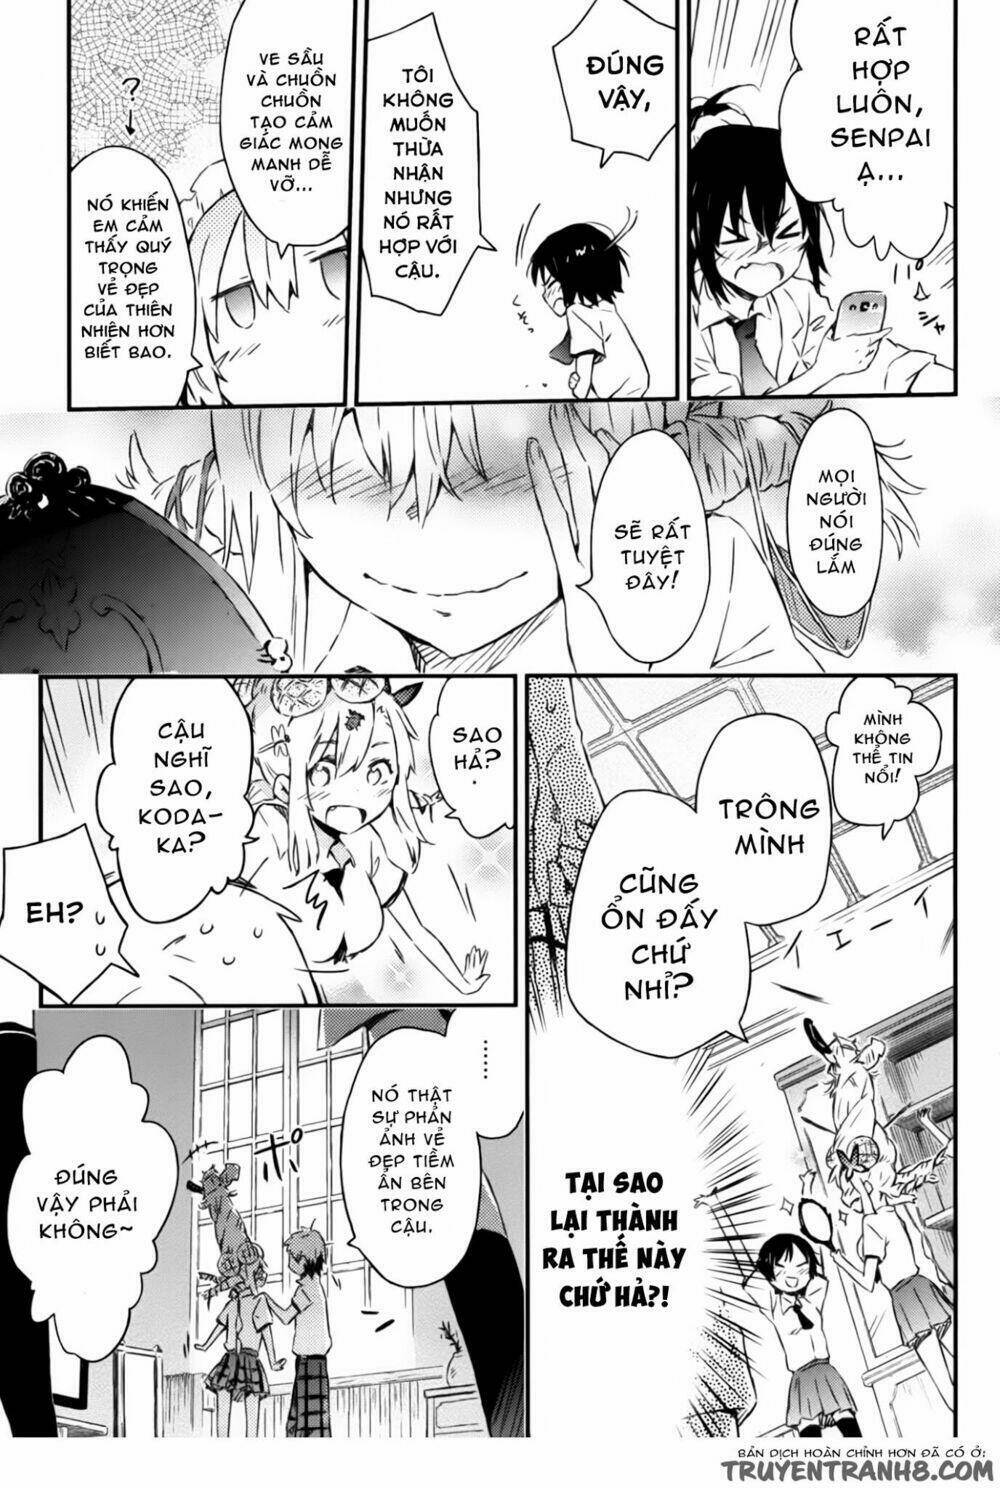 RẤT
HỢP
LUÔN,
SENPAI
Ạ...
ĐÚNG
VẬY,
TÔI
KHÔNG
MUỐN
THỪA
NHẬN
NHƯNG
NÓ RẤT
HỢP VỚI
CẬU.
VE SẦU
VÀ CHUỒN
CHUỒN
TẠO CẢM
GIÁC MONG
MANH DỄ
VỠ...
?
NÓ KHIẾN
EM CẢM
THẤY QUÝ
TRỌNG
VẺ ĐẸP
CỦA THIÊN
NHIÊN HƠN
BIẾT BAO.
MỌI
NGƯỜI
NÓI
ĐÚNG
LẮM
SẼ RẤT
TUYỆT
ĐÂY!
MÌNH
KHÔNG
THỂ TIN
NỔI!
TRÔNG
MÌNH
CŨNG
ỔN ĐẤY
CHỨ
NHỈ?
TẠI SAO
LẠI THÀNH
RA THẾ NÀY
CHỨ HẢ?!
SAO
HẢ?
CẬU
NGHĨ
SAO,
KODA-
KA?
EH?
........
NÓ THẬT
SỰ PHẢN
ẢNH VẺ
ĐẸP TIỀM
ẨN BÊN
TRONG
CẬU.
ポ
ĐÚNG
VẬY PHẢI
KHÔNG~
BẢN DỊCH HOÀN CHỈNH HƠN ĐÃ CÓ Ở:
TRUYENTRANH8.COM